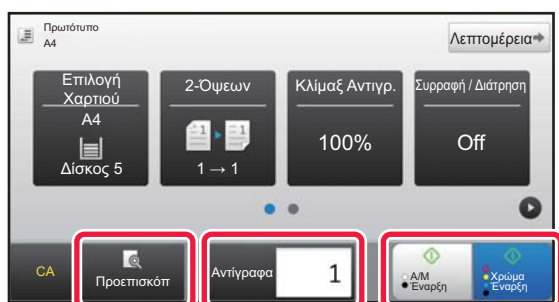 Πρωτότυπο
A4
Λεπτομέρεια
Επιλογή
Χαρτιού
A4
Δίσκος 5
2-Όψεων
1 → 1
Κλίμαξ Αντιγρ.
100%
Συρραφή / Διάτρηση
Off
CA
Προεπισκόπ
Αντίγραφα
1
Α/Μ
Έναρξη
Χρώμα
Έναρξη